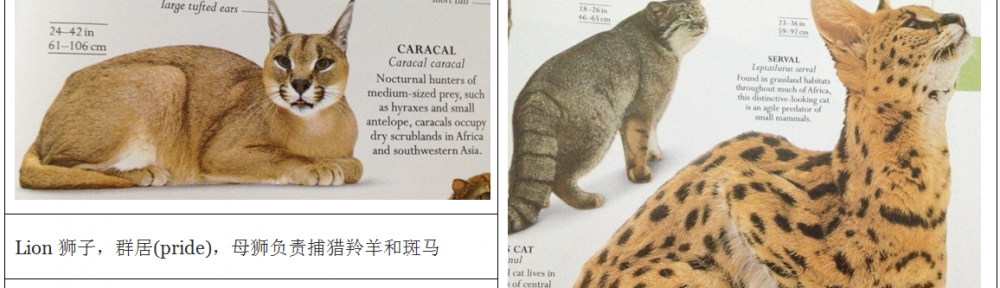 large tufted ears
24–42 in
61–106 cm
CARACAL
Caracal caracal
Nocturnal hunters of
medium-sized prey, such
as hyraxes and small
antelope, caracals occupy
dry scrublands in Africa
and southwestern Asia.
Lion 狮子，群居(pride)，母狮负责捕猎羚羊和斑马
18–26 in
46–65 cm
23–36 in
59–92 cm
SERVAL
Leptailurus serval
Found in grassland habitats
throughout much of Africa,
this distinctive-looking cat
is an agile predator of
small mammals.
CAT
cat lives in
of central